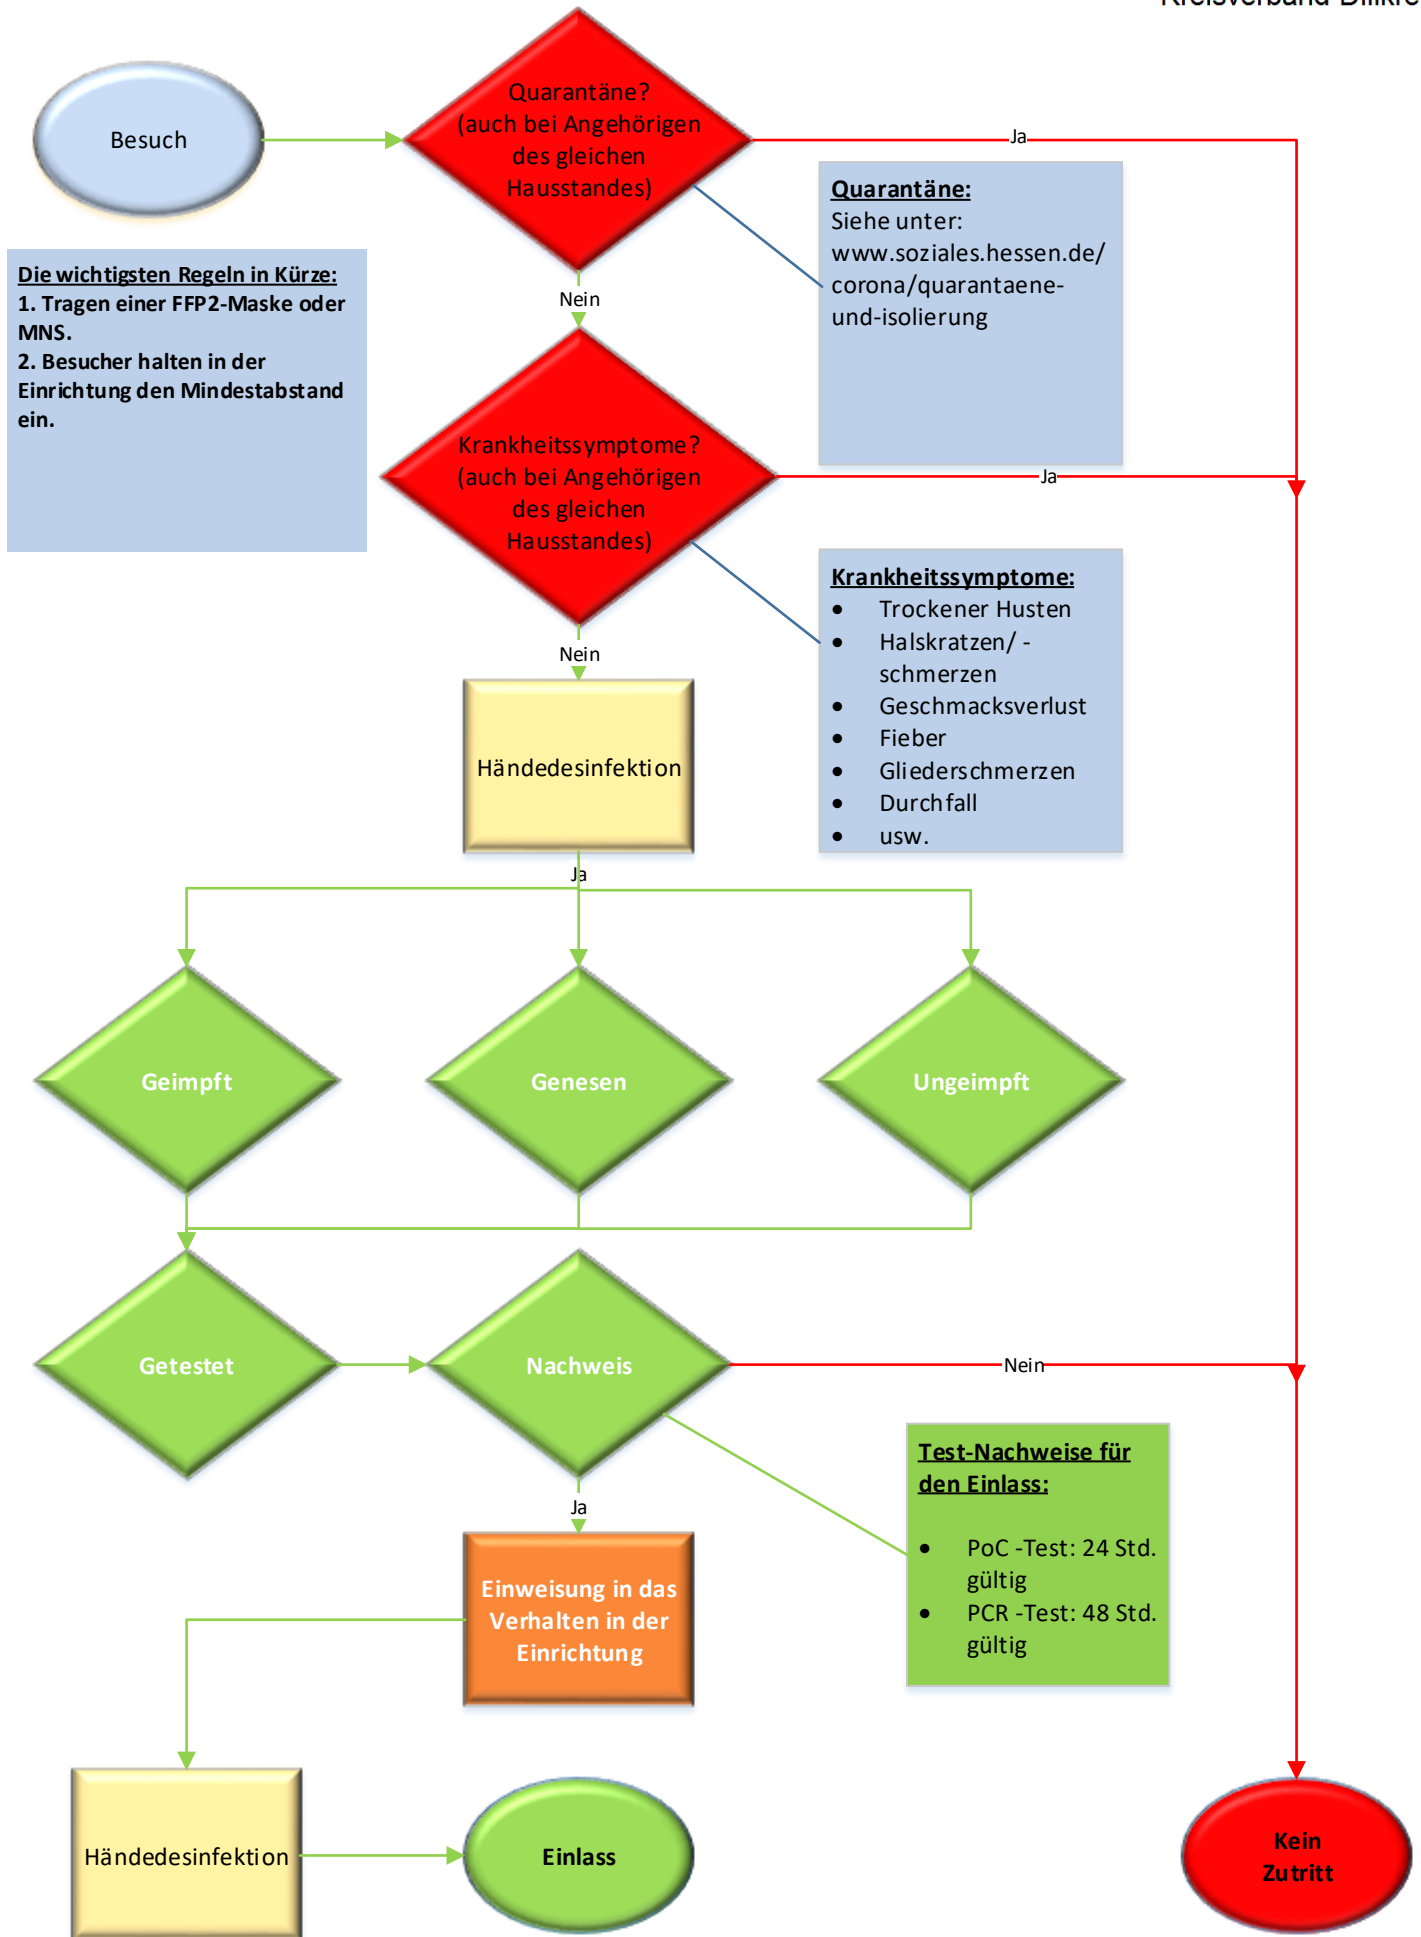 Besuch
Quarantäne?
(auch bei Angehörigen
des gleichen
Hausstandes)
Ja
Quarantäne:
Siehe unter:
www.soziales.hessen.de/
corona/quarantaene-
und-isolierung
Die wichtigsten Regeln in Kürze:
1. Tragen einer FFP2-Maske oder
MNS.
2. Besucher halten in der
Einrichtung den Mindestabstand
ein.
Nein
Krankheitssymptome?
(auch bei Angehörigen
des gleichen
Hausstandes)
Ja
Krankheitssymptome:
• Trockener Husten
• Halskratzen/ -
schmerzen
• Geschmacksverlust
• Fieber
• Gliederschmerzen
• Durchfall
• usw.
Nein
Händedesinfektion
Ja
Geimpft
Genesen
Ungeimpft
Getestet
Nachweis
Nein
Test-Nachweise für
den Einlass:
• PoC -Test: 24 Std.
gültig
• PCR -Test: 48 Std.
gültig
Ja
Einweisung in das
Verhalten in der
Einrichtung
Händedesinfektion
Einlass
Kein
Zutritt